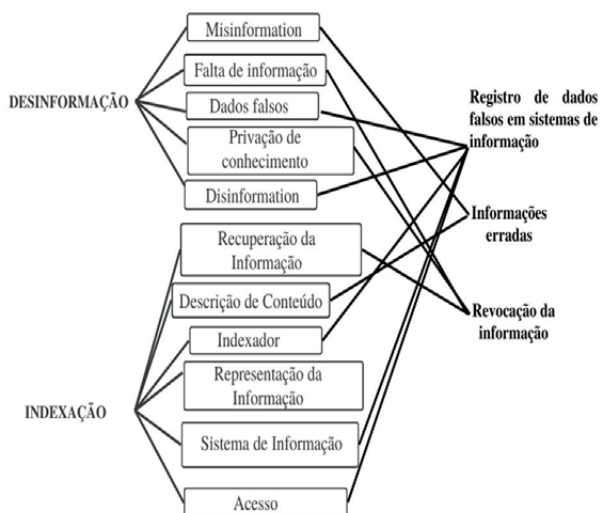 DESINFORMAÇÃO
Misinformation
Falta de informação
Dados falsos
Privação de
conhecimento
Disinformation
INDEXAÇÃO
Recuperação da
Informação
Descrição de Conteúdo
Indexador
Representação da
Informação
Sistema de Informação
Acesso
Registro de dados
falsos em sistemas de
informação
Informações
erradas
Revocação da
informação